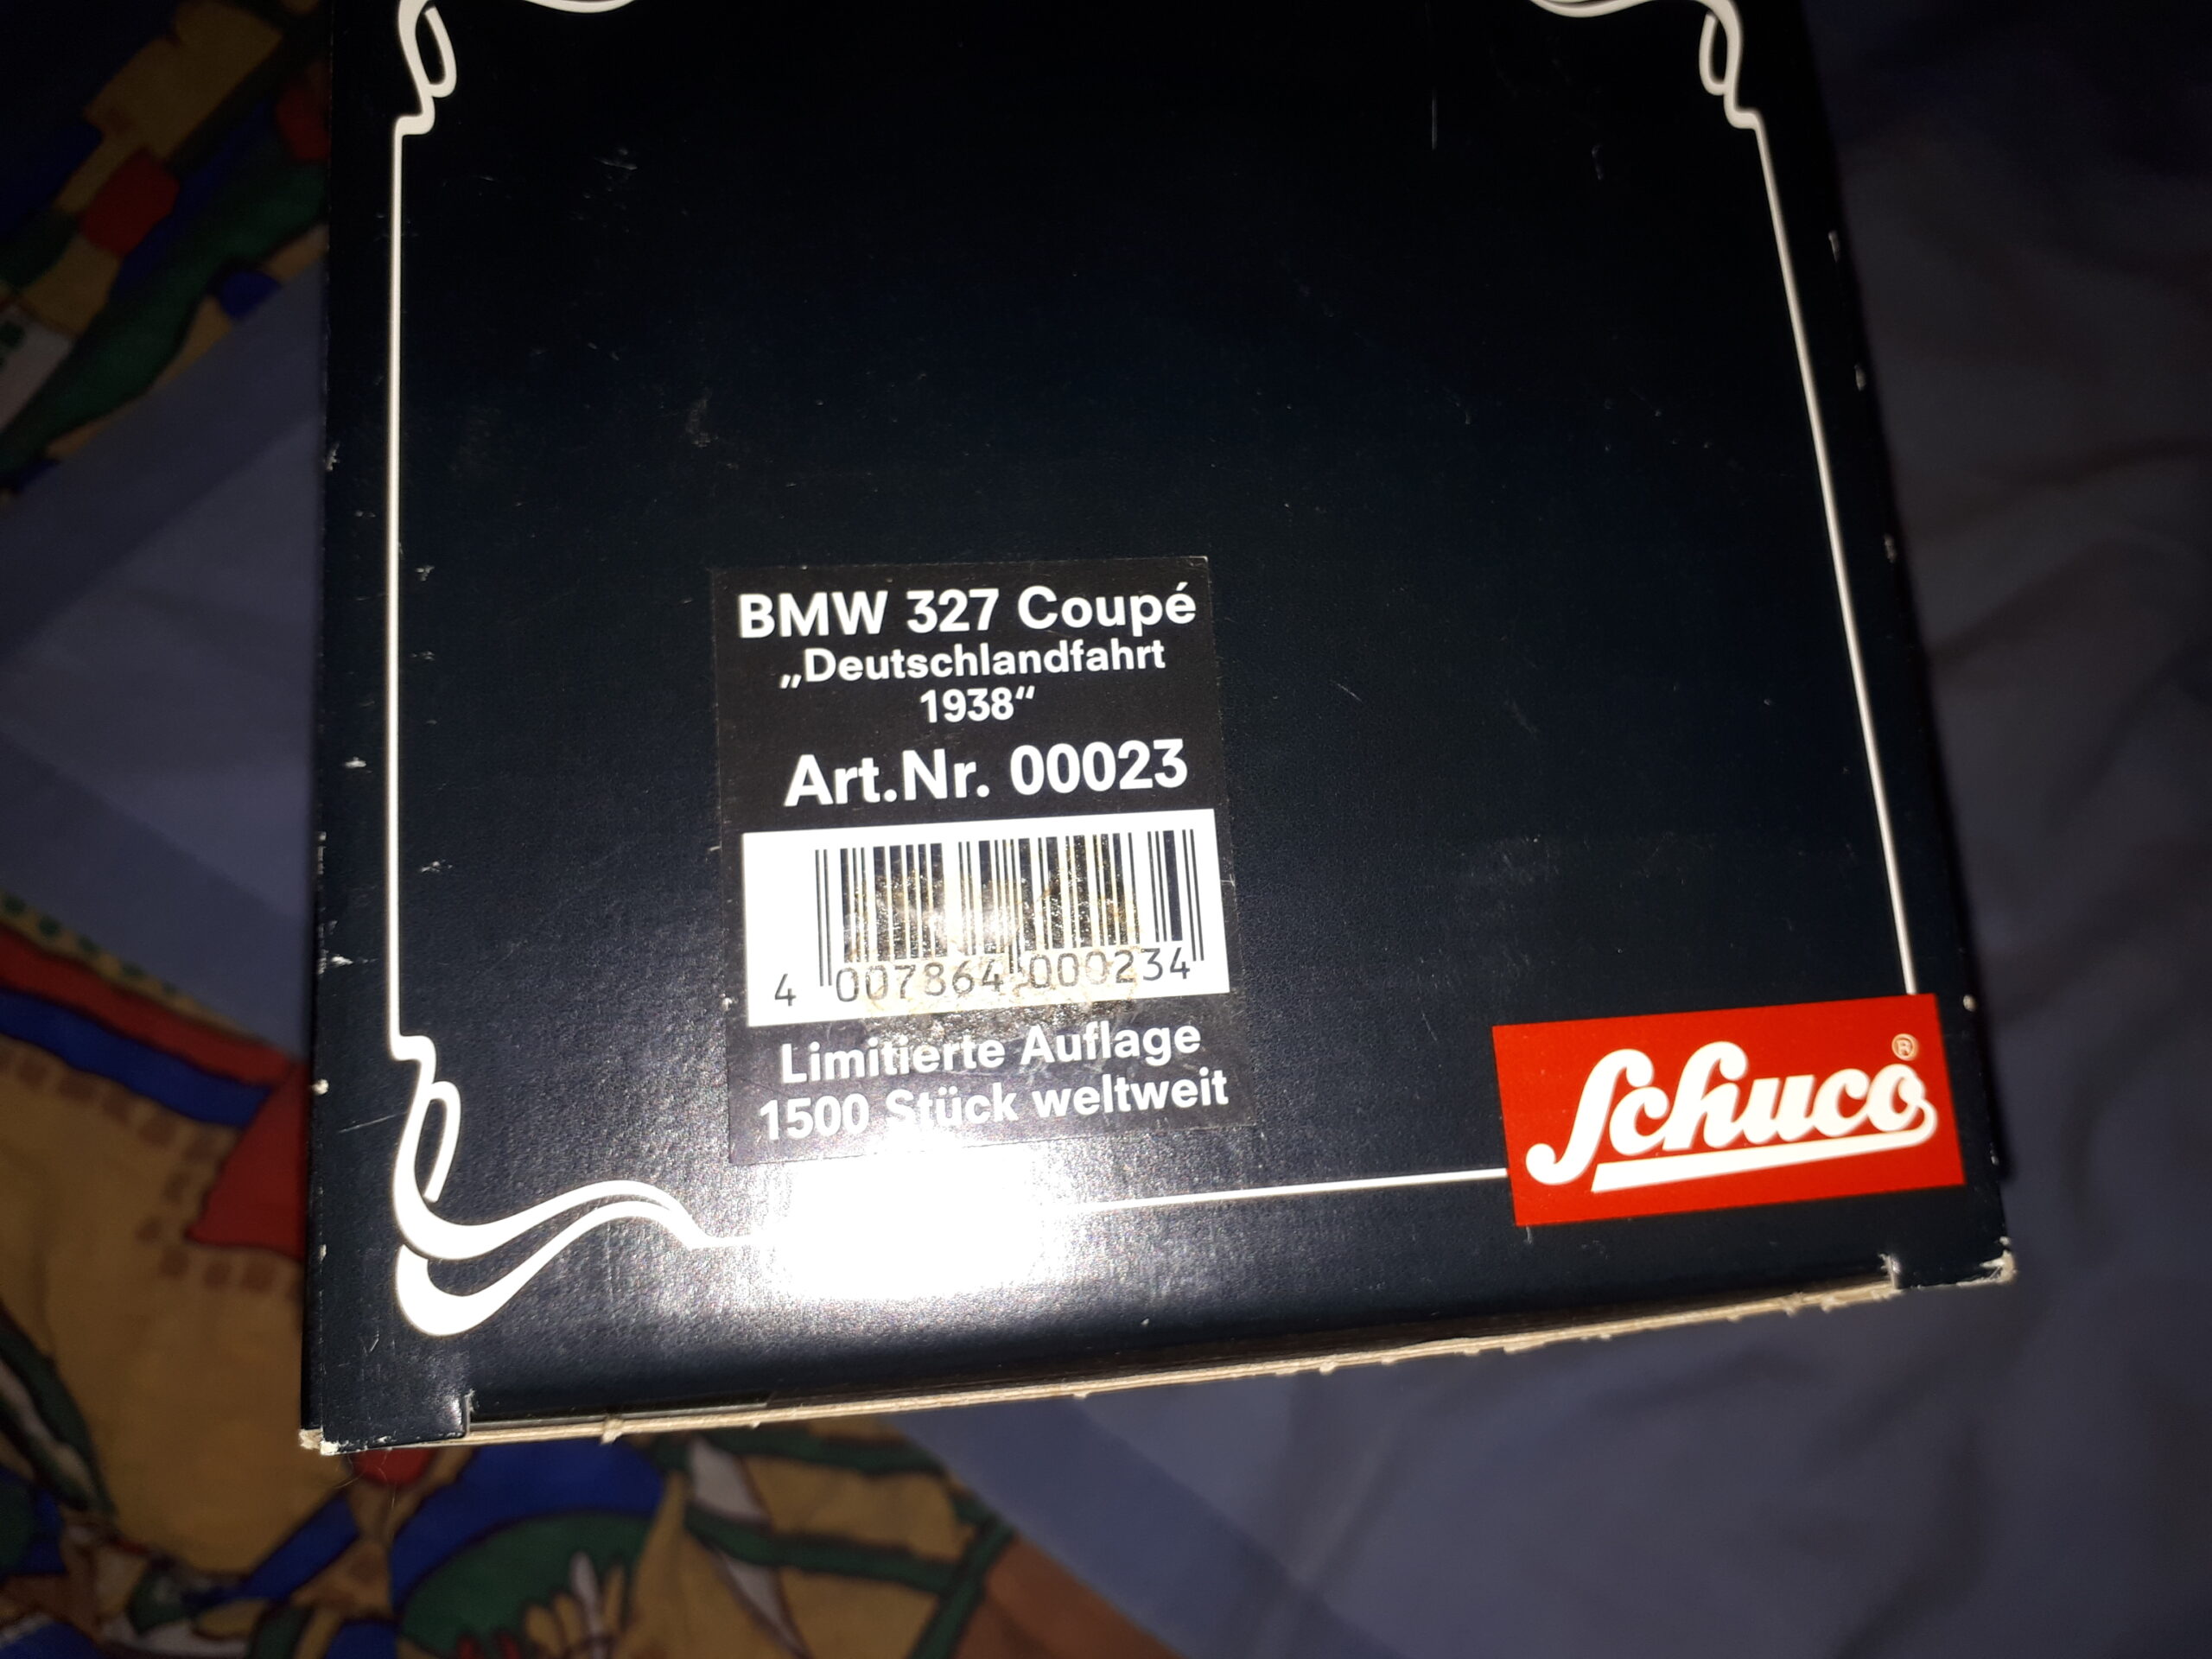 BMW 327 Coupé
„Deutschlandfahrt
1938“
Art.Nr. 00023
4 007864 000234
Limitierte Auflage
1500 Stück weltweit
Schuco ®